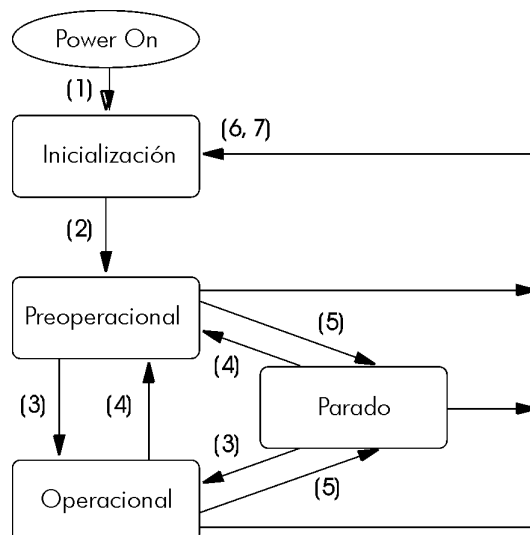 Power On
(1)
Inicialización
(6, 7)
(2)
Preoperacional
(5)
(4)
(3)
(4)
Parado
(3)
Operacional
(5)